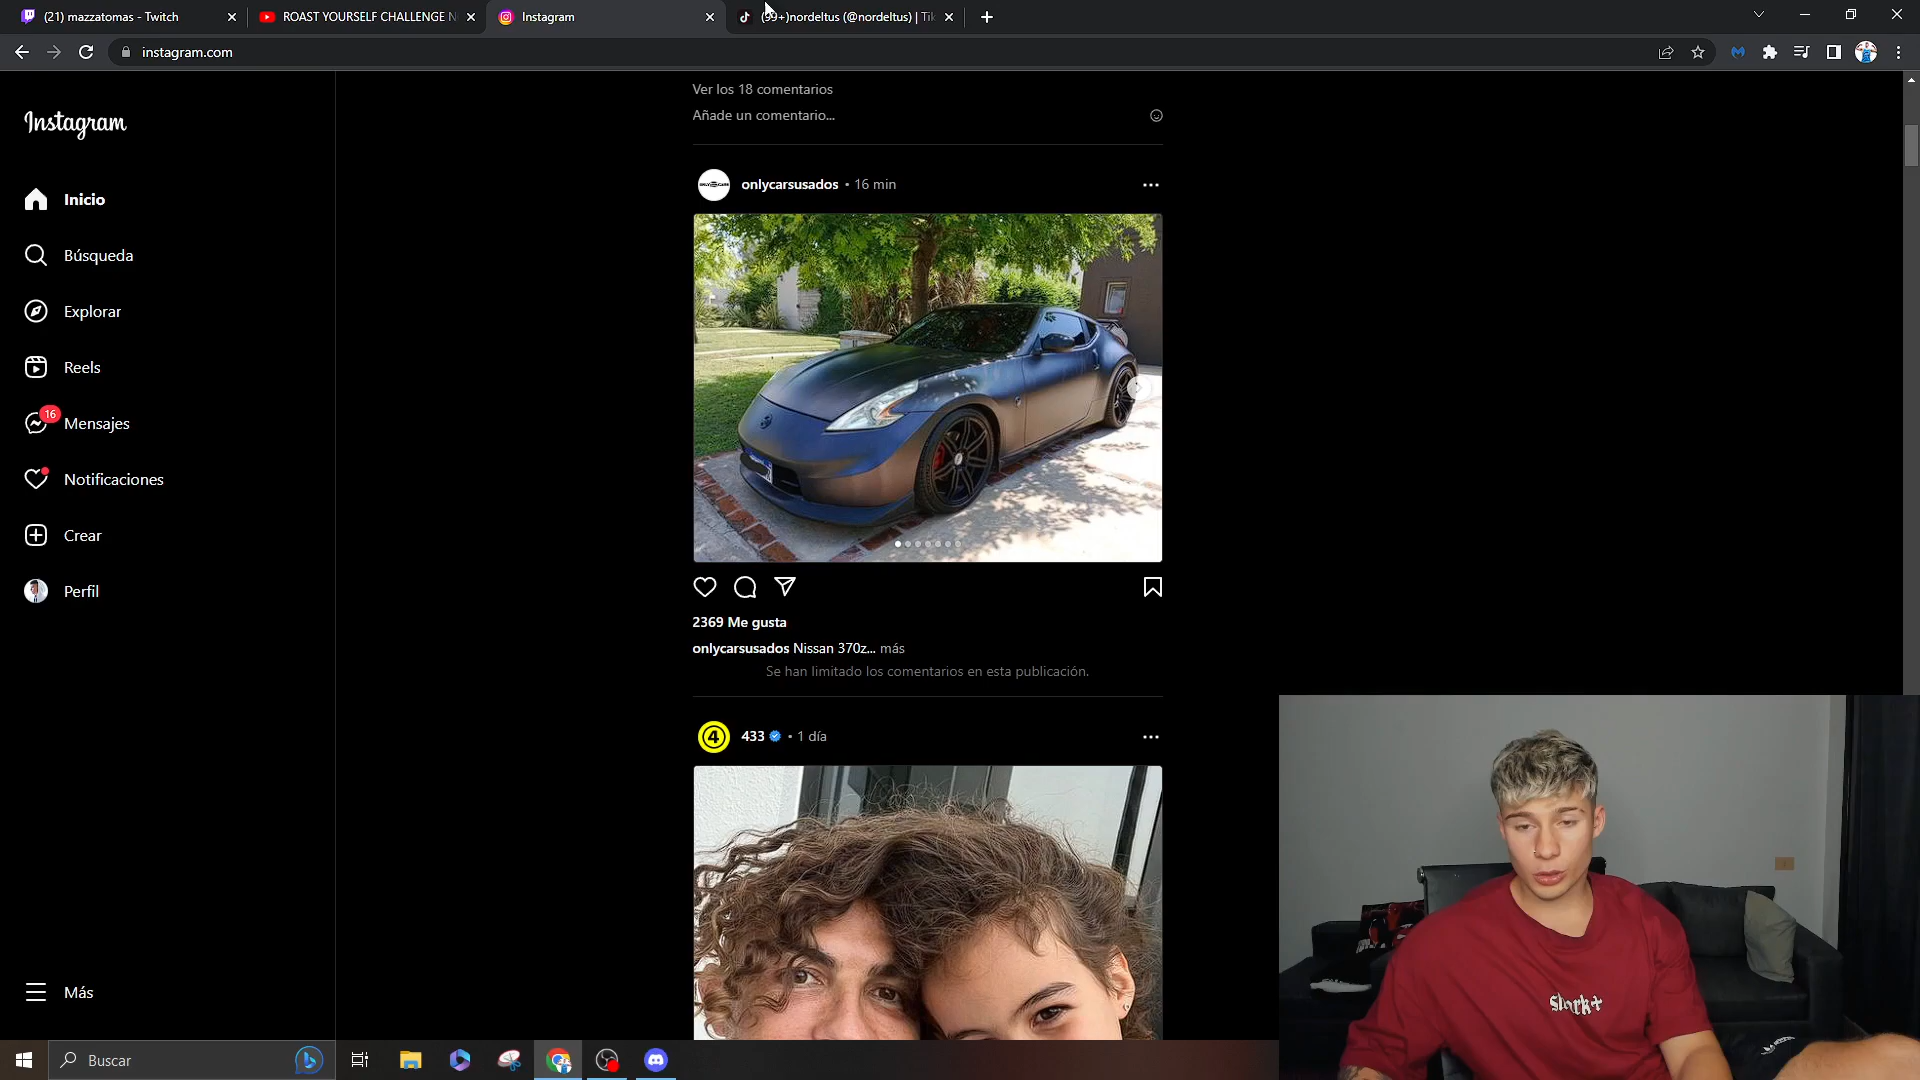 (21) mazzatomas - Twitch
ROAST YOURSELF CHALLENGE N
Instagram
(99+)nordeltus (@nordeltus) | Tik
instagram.com
Instagram
Inicio
Búsqueda
Explorar
Reels
16
Mensajes
Notificaciones
Crear
Perfil
Más
Ver los 18 comentarios
Añade un comentario...
onlycarsusados • 16 min
2369 Me gusta
onlycarsusados Nissan 370z... más
Se han limitado los comentarios en esta publicación.
433 • 1 día
Buscar